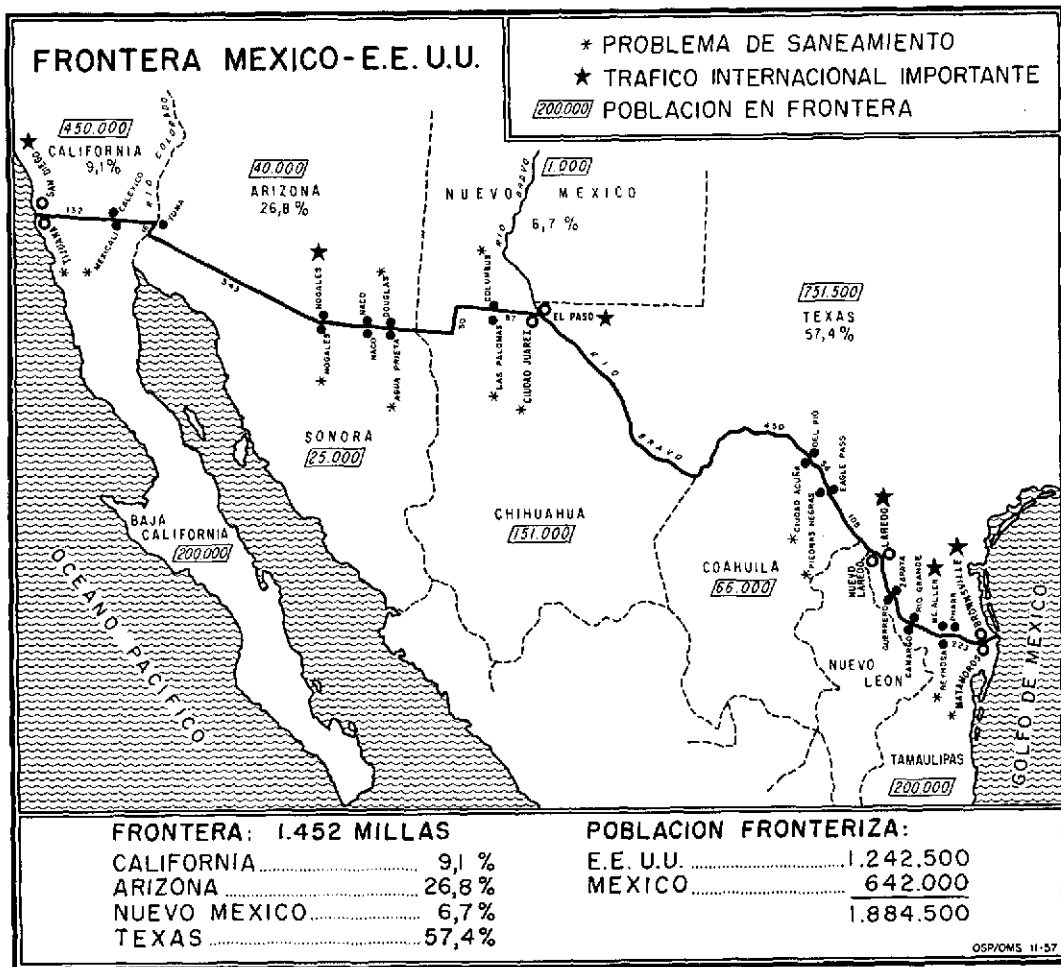 FRONTERA MEXICO-E.E.U.U.
* PROBLEMA DE SANEAMIENTO
★ TRAFICO INTERNACIONAL IMPORTANTE
200.000 POBLACION EN FRONTERA
450.000
CALIFORNIA
9,1%
RIO COLORADO
40.000
ARIZONA
26,8%
1.000
NUEVO MEXICO
6,7 %
RIO BRAVO
751.500
TEXAS
57,4%
SAN DIEGO
TIJUANA
132
CALEXICO
MEXICALI
YUMA
343
NOGALES
NOGALES
NACO
NACO
DOUGLAS
AGUA PRIETA
50
COLUMBUS
LAS PALOMAS
87
CIUDAD JUAREZ
EL PASO
RIO BRAVO
450
DEL RIO
CIUDAD ACUÑA
EAGLE PASS
PIEDRAS NEGRAS
108
LAREDO
NUEVO LAREDO
ZAPATA
GUERRERO
RIO GRANDE
CAMARGO
MC. ALLEN
PHARR
REYNOSA
223
BROWNSVILLE
MATAMOROS
SONORA
25.000
BAJA
CALIFORNIA
200.000
CHIHUAHUA
151.000
COAHUILA
66.000
NUEVO
LEON
TAMAULIPAS
200.000
OCEANO PACIFICO
GOLFO DE MEXICO
FRONTERA: 1.452 MILLAS
CALIFORNIA 9,1 %
ARIZONA 26,8%
NUEVO MEXICO 6,7%
TEXAS 57,4%
POBLACION FRONTERIZA:
E.E. U.U. 1.242.500
MEXICO 642.000
1.884.500
OSP/OMS 11-57